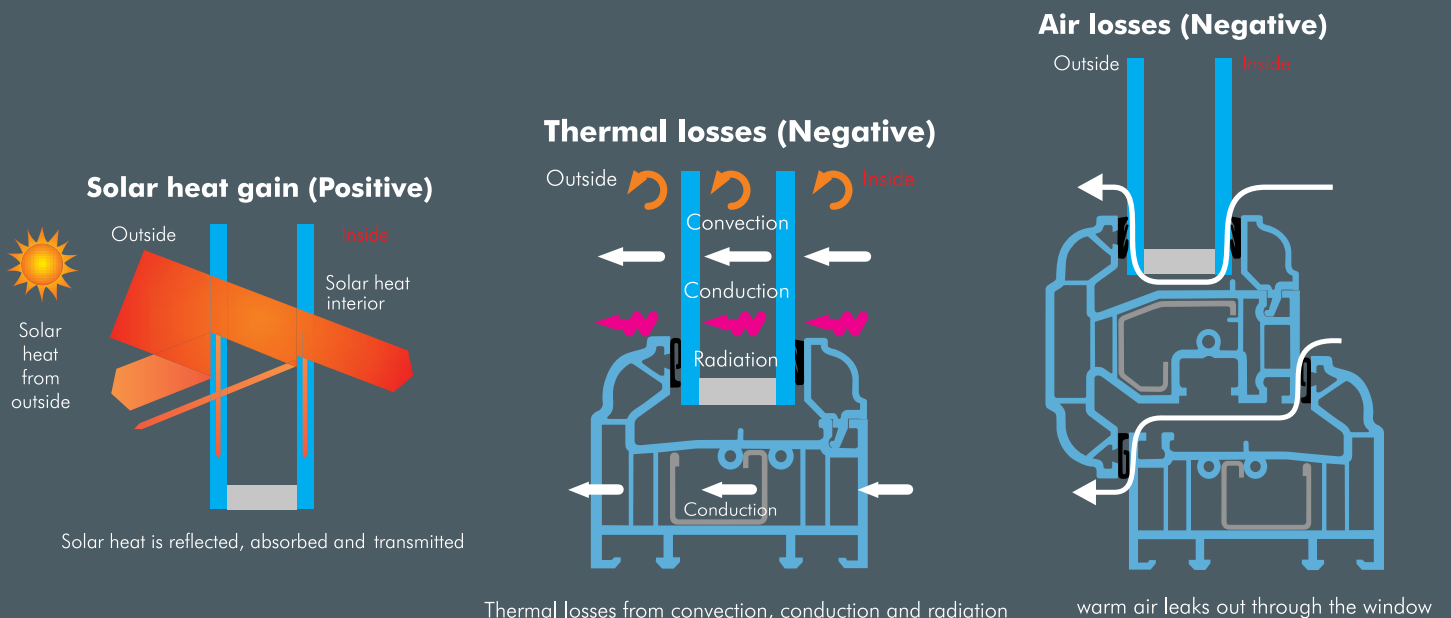 Solar heat gain (Positive)
Outside
Inside
Solar heat
interior
Solar
heat
from
outside
Solar heat is reflected, absorbed and transmitted
Thermal losses (Negative)
Outside
Inside
Convection
Conduction
Radiation
Conduction
Thermal losses from convection, conduction and radiation
Air losses (Negative)
Outside
Inside
warm air leaks out through the window